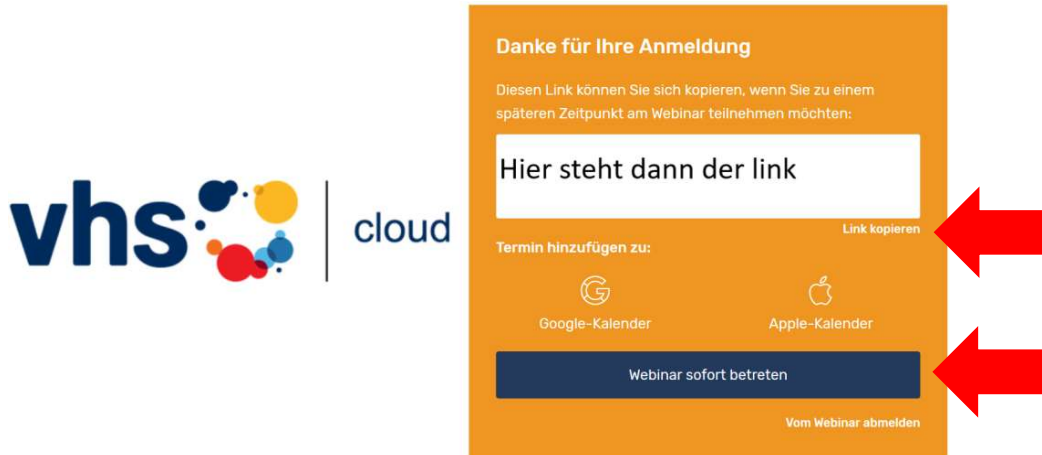 vhs
cloud
Danke für Ihre Anmeldung
Diesen Link können Sie sich kopieren, wenn Sie zu einem
späteren Zeitpunkt am Webinar teilnehmen möchten:
Hier steht dann der link
Link kopieren
Termin hinzufügen zu:
Google-Kalender
Apple-Kalender
Webinar sofort betreten
Vom Webinar abmelden